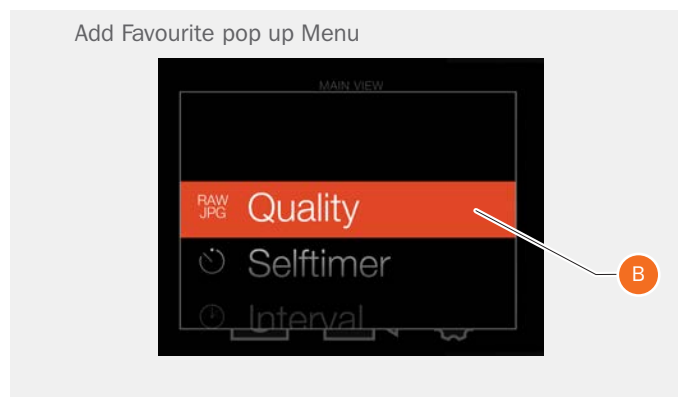 Add Favourite pop up Menu
MAIN VIEW
RAW
JPG
Quality
Selftimer
Interval
B